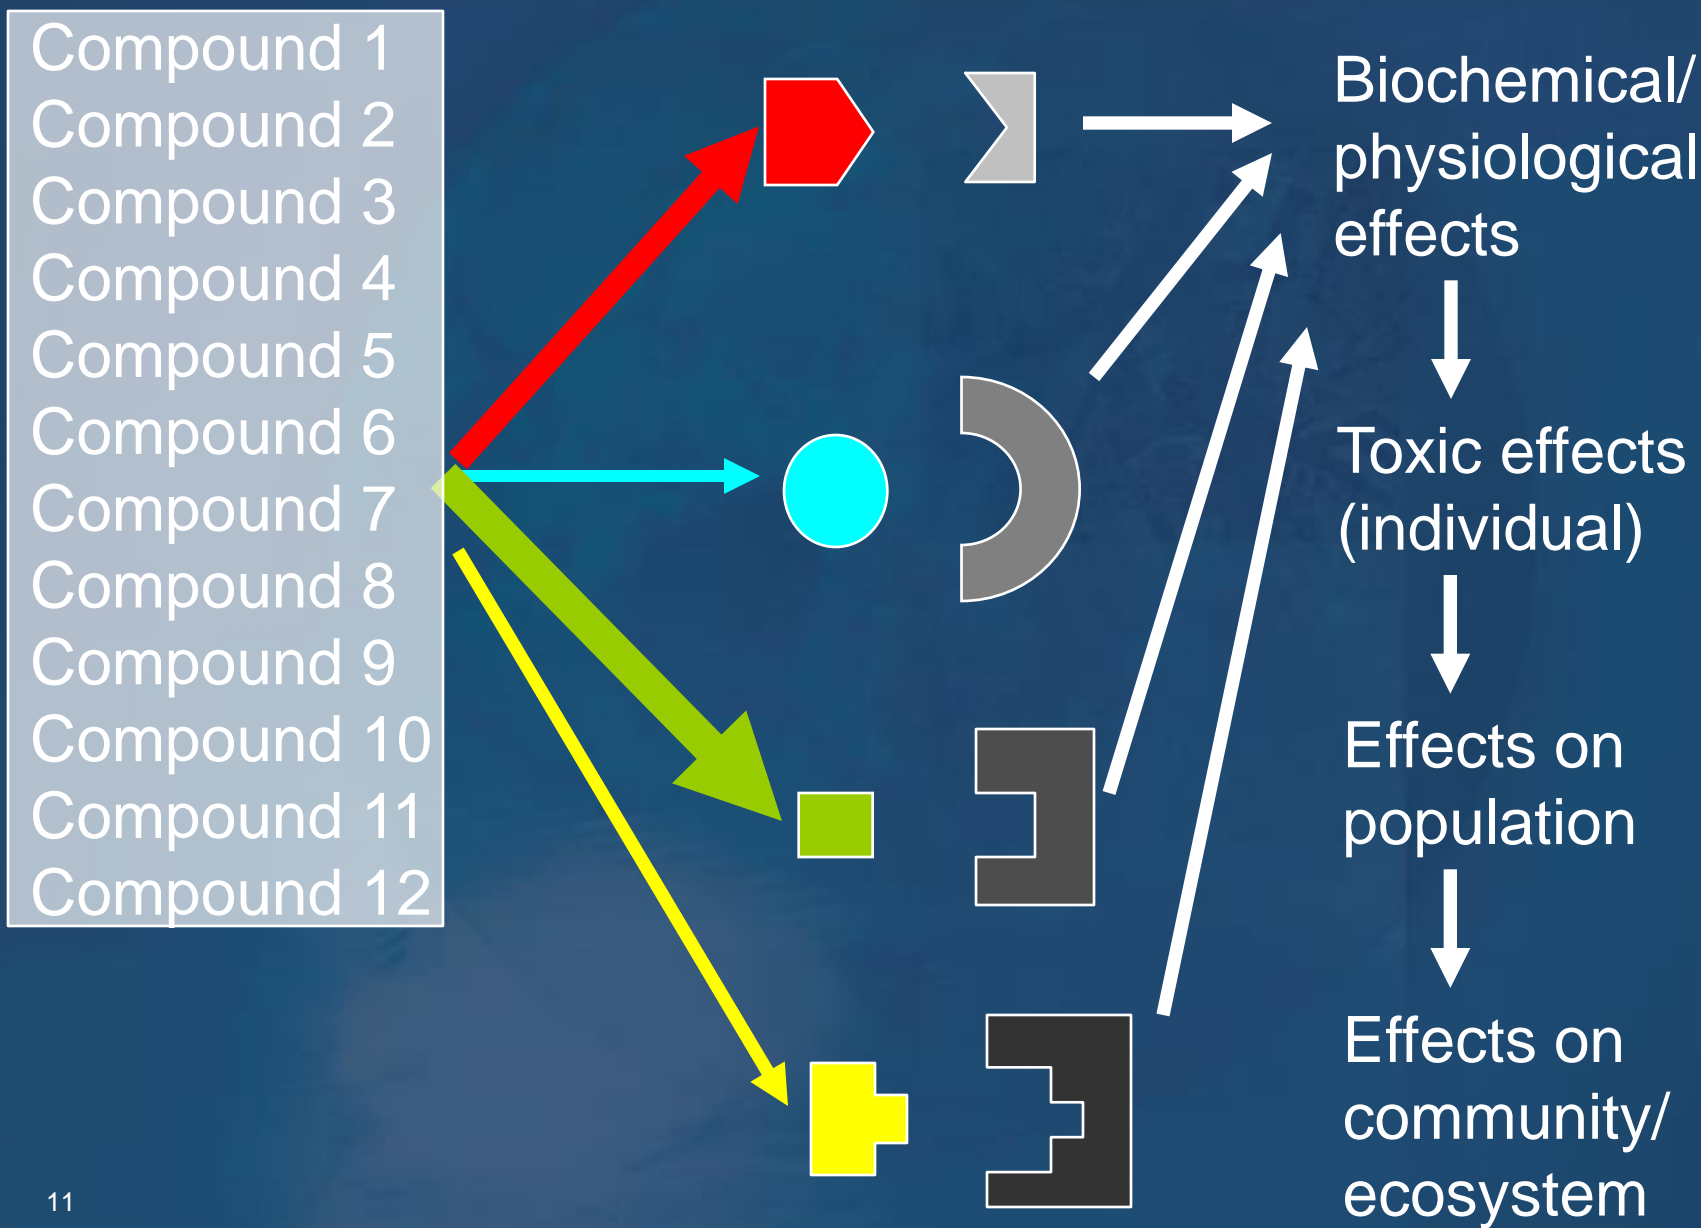 Compound 1
Compound 2
Compound 3
Compound 4
Compound 5
Compound 6
Compound 7
Compound 8
Compound 9
Compound 10
Compound 11
Compound 12
Biochemical/
physiological
effects
Toxic effects
(individual)
Effects on
population
Effects on
community/
ecosystem
11